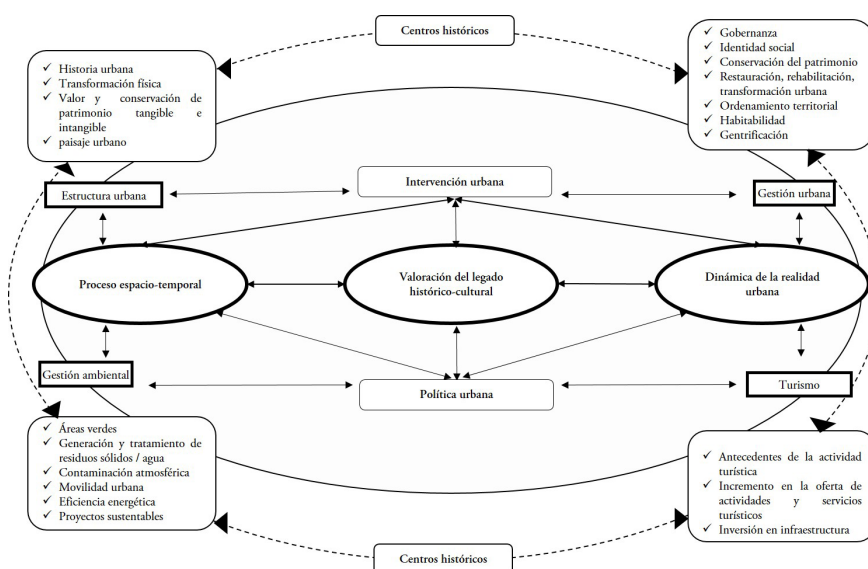 Centros históricos
✓ Historia urbana
✓ Transformación física
✓ Valor y conservación de
patrimonio tangible e
intangible
✓ paisaje urbano
✓ Gobernanza
✓ Identidad social
✓ Conservación del patrimonio
✓ Restauración, rehabilitación,
transformación urbana
✓ Ordenamiento territorial
✓ Habitabilidad
✓ Gentrificación
Estructura urbana
Intervención urbana
Gestión urbana
Proceso espacio-temporal
Valoración del legado
histórico-cultural
Dinámica de la realidad
urbana
Gestión ambiental
Política urbana
Turismo
✓ Áreas verdes
✓ Generación y tratamiento de
residuos sólidos / agua
✓ Contaminación atmosférica
✓ Movilidad urbana
✓ Eficiencia energética
✓ Proyectos sustentables
✓ Antecedentes de la actividad
turística
✓ Incremento en la oferta de
actividades y servicios
turísticos
✓ Inversión en infraestructura
Centros históricos